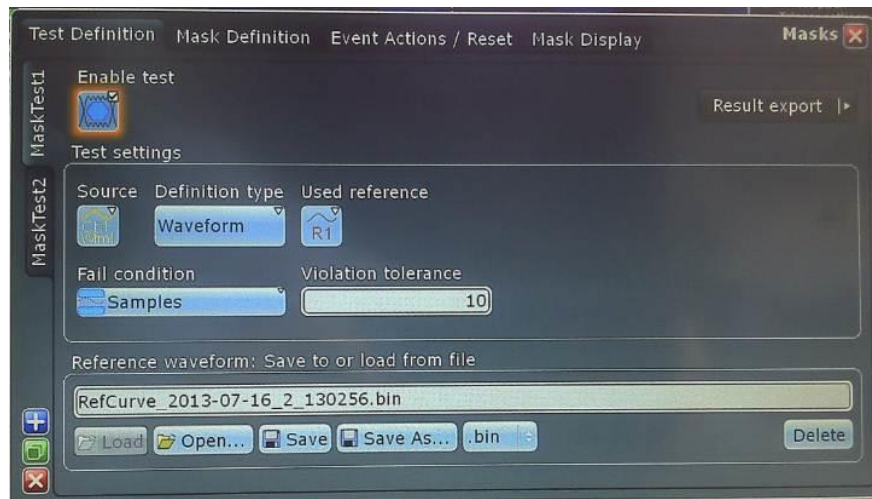 Test Definition Mask Definition Event Actions / Reset Mask Display Masks
MaskTest1
MaskTest2
Enable test
Result export
Test settings
Source Definition type Used reference
Waveform R1
Fail condition Violation tolerance
Samples 10
Reference waveform: Save to or load from file
RefCurve_2013-07-16_2_130256.bin
Load Open... Save Save As... .bin Delete